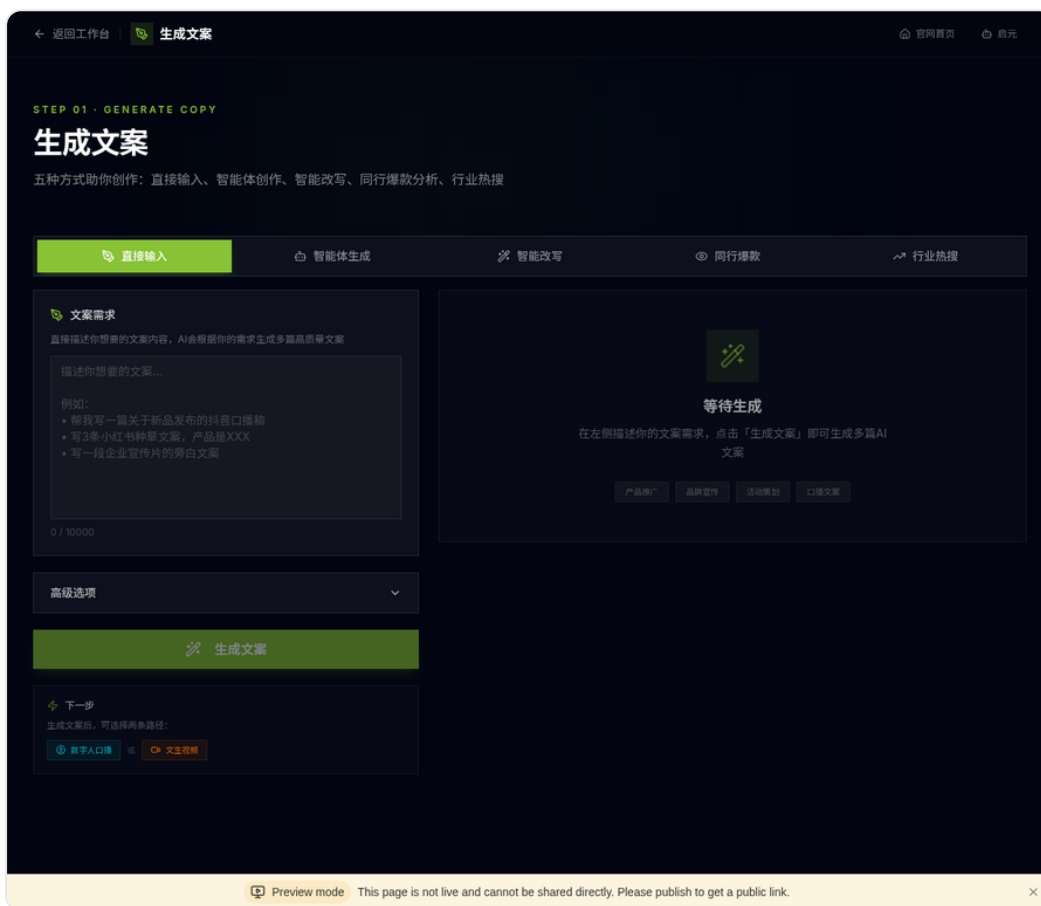 返回工作台
生成文案
官网首页
启元
STEP 01 · GENERATE COPY
生成文案
五种方式助你创作：直接输入、智能体创作、智能改写、同行爆款分析、行业热搜
直接输入
智能体生成
智能改写
同行爆款
行业热搜
文案需求
直接描述你想要的文案内容，AI会根据你的需求生成多篇高质量文案
描述你想要的文案...
例如：
• 帮我写一篇关于新品发布的抖音口播稿
• 写3条小红书种草文案，产品是XXX
• 写一段企业宣传片的旁白文案
0 / 10000
等待生成
在左侧描述你的文案需求，点击「生成文案」即可生成多篇AI
文案
产品推广
品牌宣传
活动策划
口播文案
高级选项
生成文案
下一步
生成文案后，可选择两条路径：
数字人口播 或 文生视频
Preview mode This page is not live and cannot be shared directly. Please publish to get a public link.